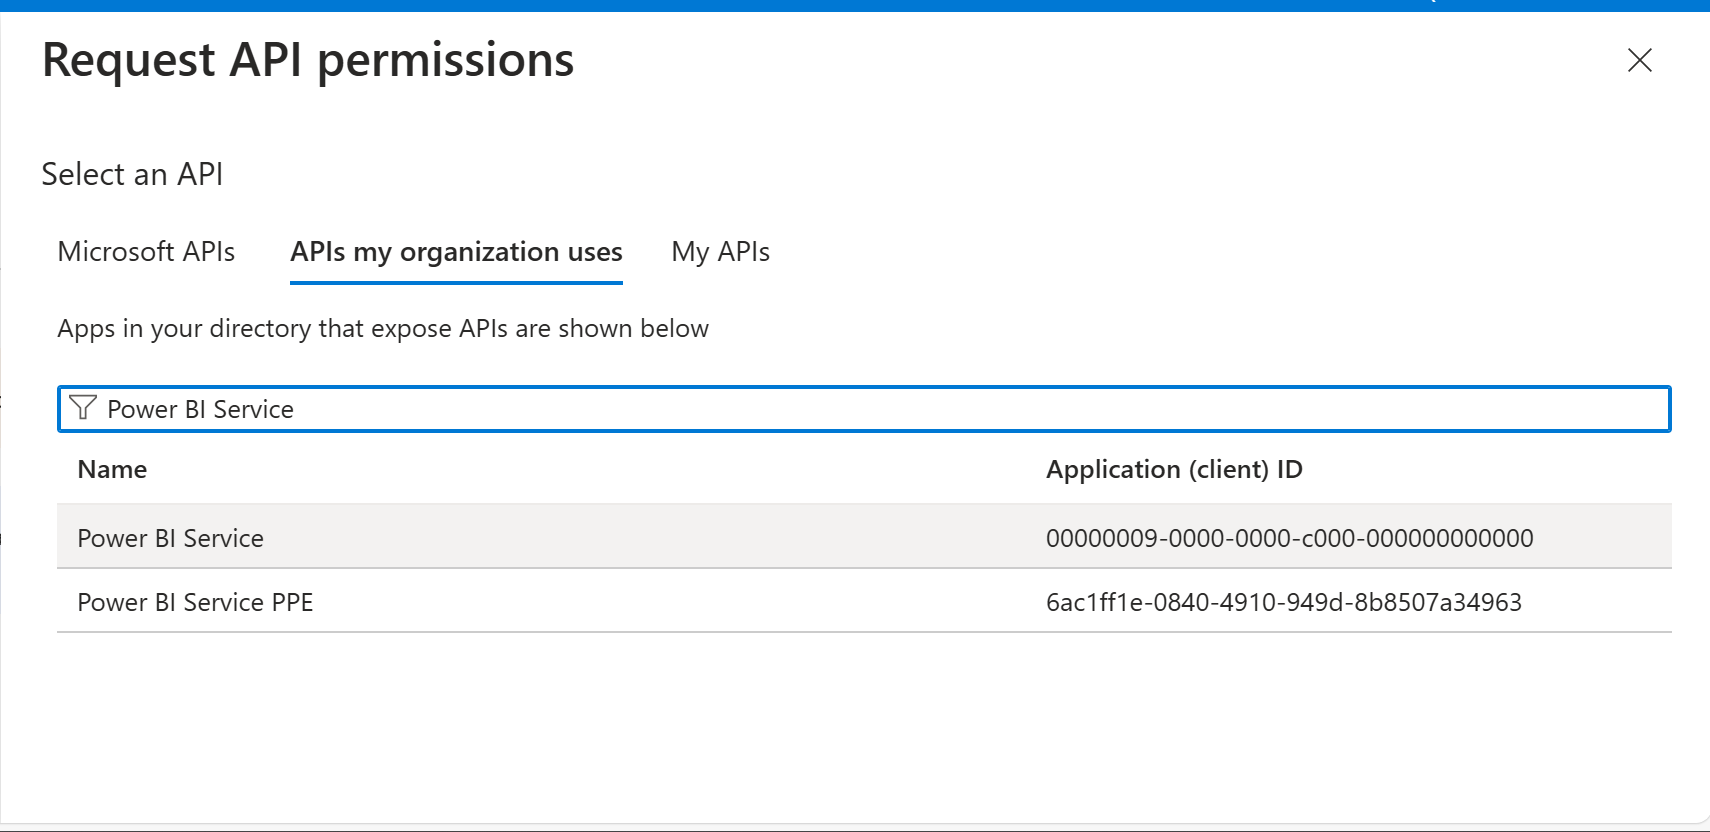 Request API permissions
Select an API
Microsoft APIs APIs my organization uses My APIs
Apps in your directory that expose APIs are shown below
Power BI Service
Name Application (client) ID
Power BI Service 00000009-0000-0000-c000-000000000000
Power BI Service PPE 6ac1ff1e-0840-4910-949d-8b8507a34963